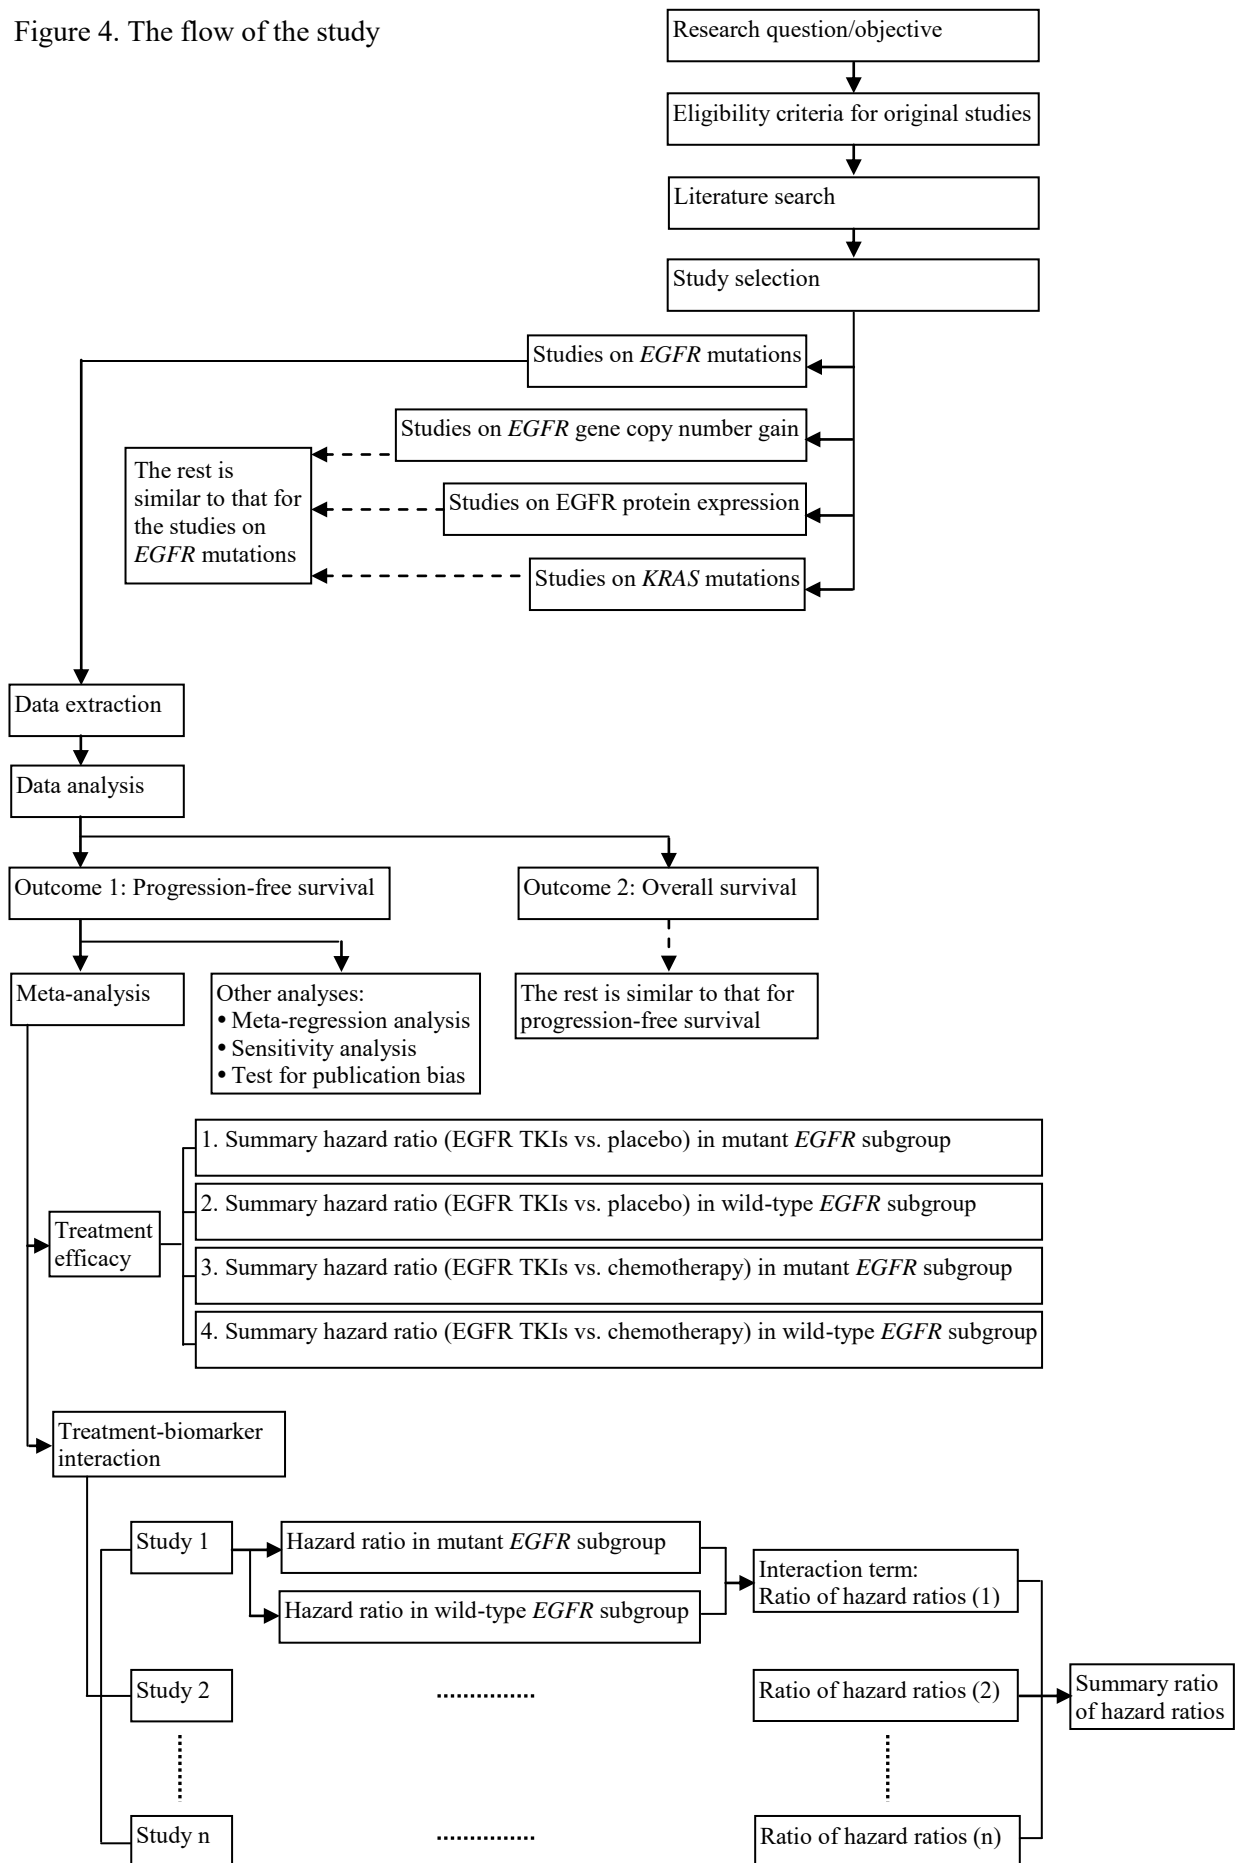 Figure 4. The flow of the study
Research question/objective
Eligibility criteria for original studies
Literature search
Study selection
Studies on EGFR mutations
Studies on EGFR gene copy number gain
Studies on EGFR protein expression
Studies on KRAS mutations
The rest is
similar to that for
the studies on
EGFR mutations
Data extraction
Data analysis
Outcome 1: Progression-free survival
Outcome 2: Overall survival
Meta-analysis
Other analyses:
• Meta-regression analysis
• Sensitivity analysis
• Test for publication bias
The rest is similar to that for
progression-free survival
Treatment
efficacy
1. Summary hazard ratio (EGFR TKIs vs. placebo) in mutant EGFR subgroup
2. Summary hazard ratio (EGFR TKIs vs. placebo) in wild-type EGFR subgroup
3. Summary hazard ratio (EGFR TKIs vs. chemotherapy) in mutant EGFR subgroup
4. Summary hazard ratio (EGFR TKIs vs. chemotherapy) in wild-type EGFR subgroup
Treatment-biomarker
interaction
Study 1
Hazard ratio in mutant EGFR subgroup
Hazard ratio in wild-type EGFR subgroup
Interaction term:
Ratio of hazard ratios (1)
Study 2
Ratio of hazard ratios (2)
Summary ratio
of hazard ratios
Study n
Ratio of hazard ratios (n)